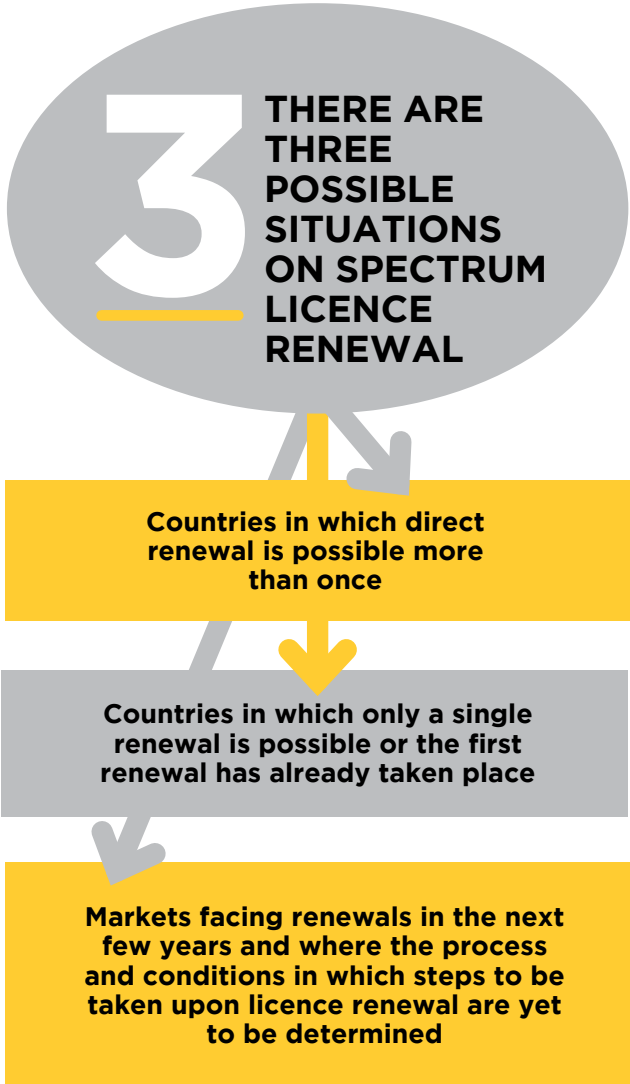 3
THERE ARE
THREE
POSSIBLE
SITUATIONS
ON SPECTRUM
LICENCE
RENEWAL
Countries in which direct
renewal is possible more
than once
Countries in which only a single
renewal is possible or the first
renewal has already taken place
Markets facing renewals in the next
few years and where the process
and conditions in which steps to be
taken upon licence renewal are yet
to be determined